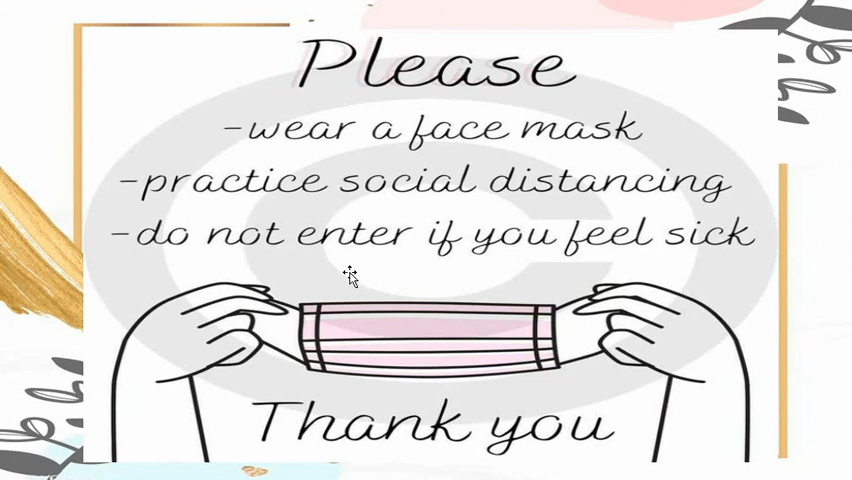 Please
-wear a face mask
-practice social distancing
-do not enter if you feel sick
Thank you